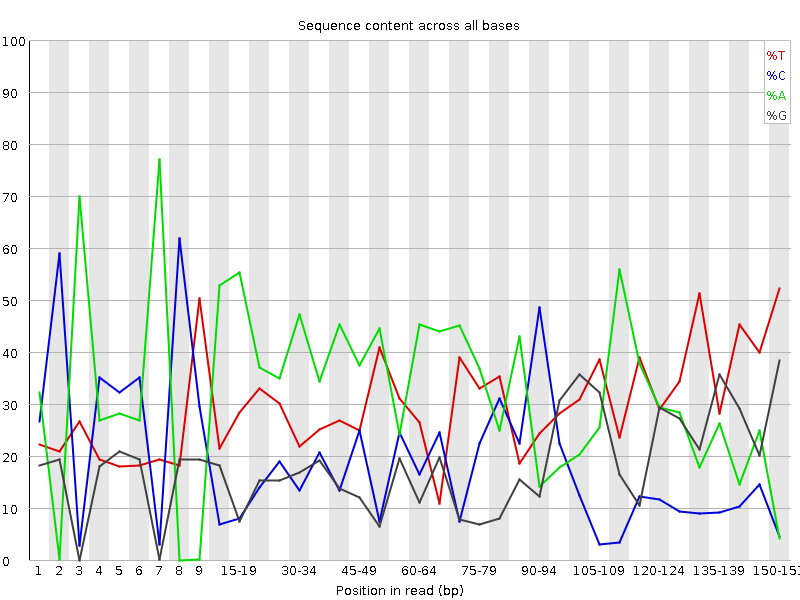 Sequence content across all bases
100
90
80
70
60
50
40
30
20
10
0
%T
%C
%A
%G
1 2 3 4 5 6 7 8 9 15-19 30-34 45-49 60-64 75-79 90-94 105-109 120-124 135-139 150-151
Position in read (bp)